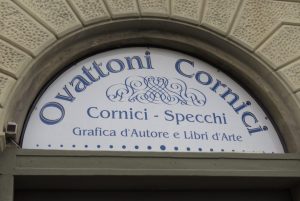 Ovattoni Cornici
Cornici - Specchi
Grafica d'Autore e Libri d'Arte